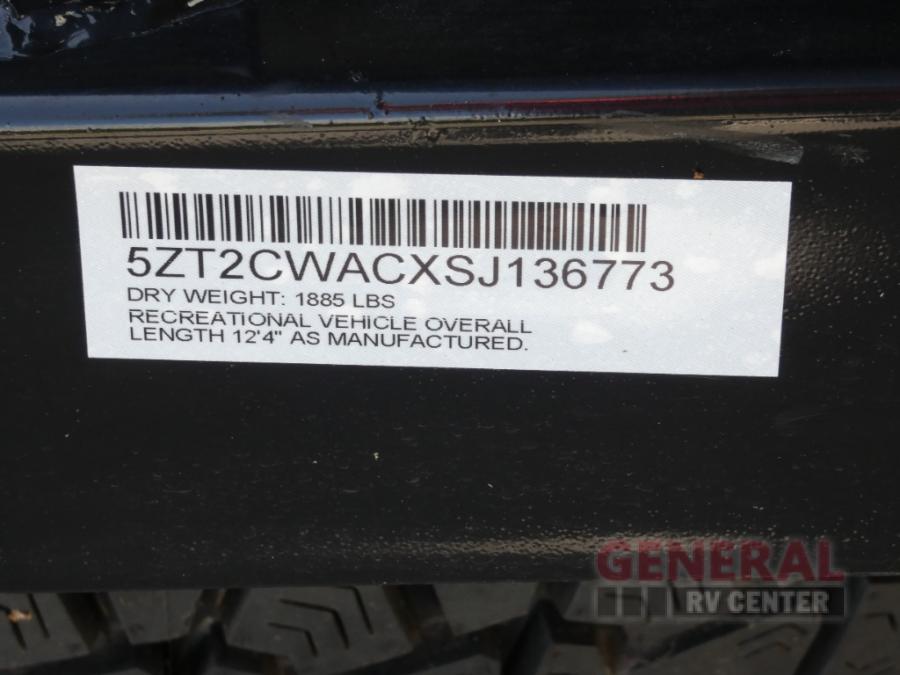 5ZT2CWACXSJ136773
DRY WEIGHT: 1885 LBS
RECREATIONAL VEHICLE OVERALL
LENGTH 12'4" AS MANUFACTURED.
GENERAL
RV CENTER